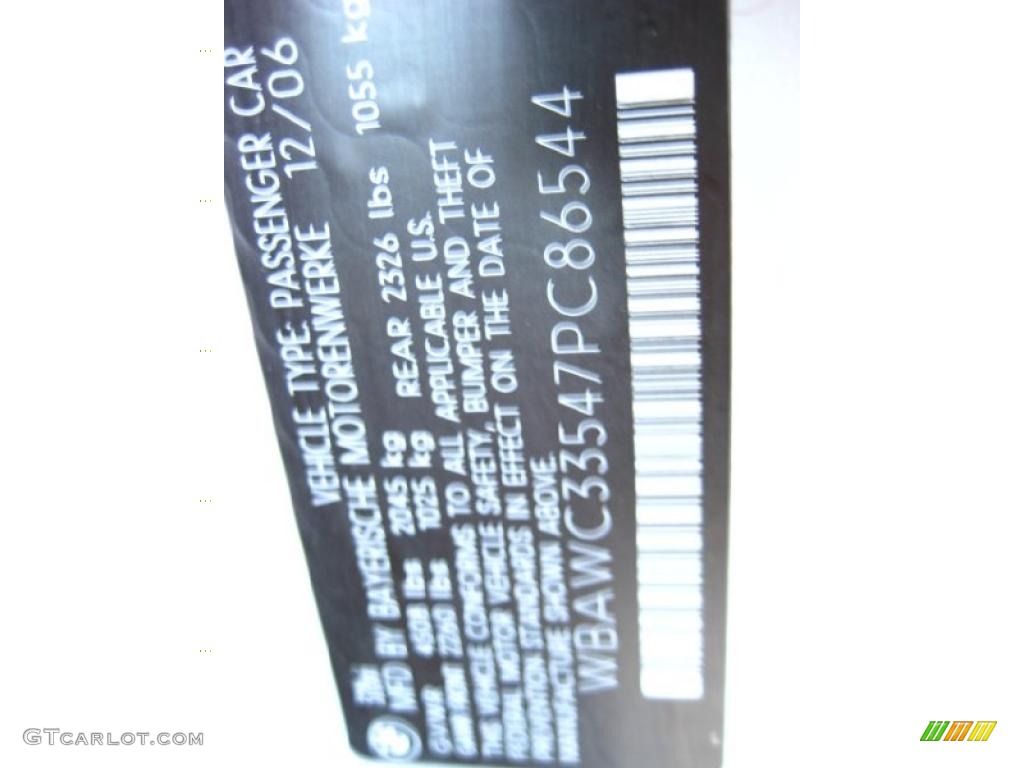 VEHICLE TYPE: PASSENGER CAR
MFD BY BAYERISCHE MOTORENWERKE 12/06
GVWR 4508 lbs 2045 kg
2260 lbs 1025 kg REAR 2326 lbs 1055 kg
THIS VEHICLE CONFORMS TO ALL APPLICABLE U.S.
FEDERAL MOTOR VEHICLE SAFETY, BUMPER AND THEFT
PREVENTION STANDARDS IN EFFECT ON THE DATE OF
MANUFACTURE SHOWN ABOVE.
WBAWC33547PC86544
GTCARLOT.COM